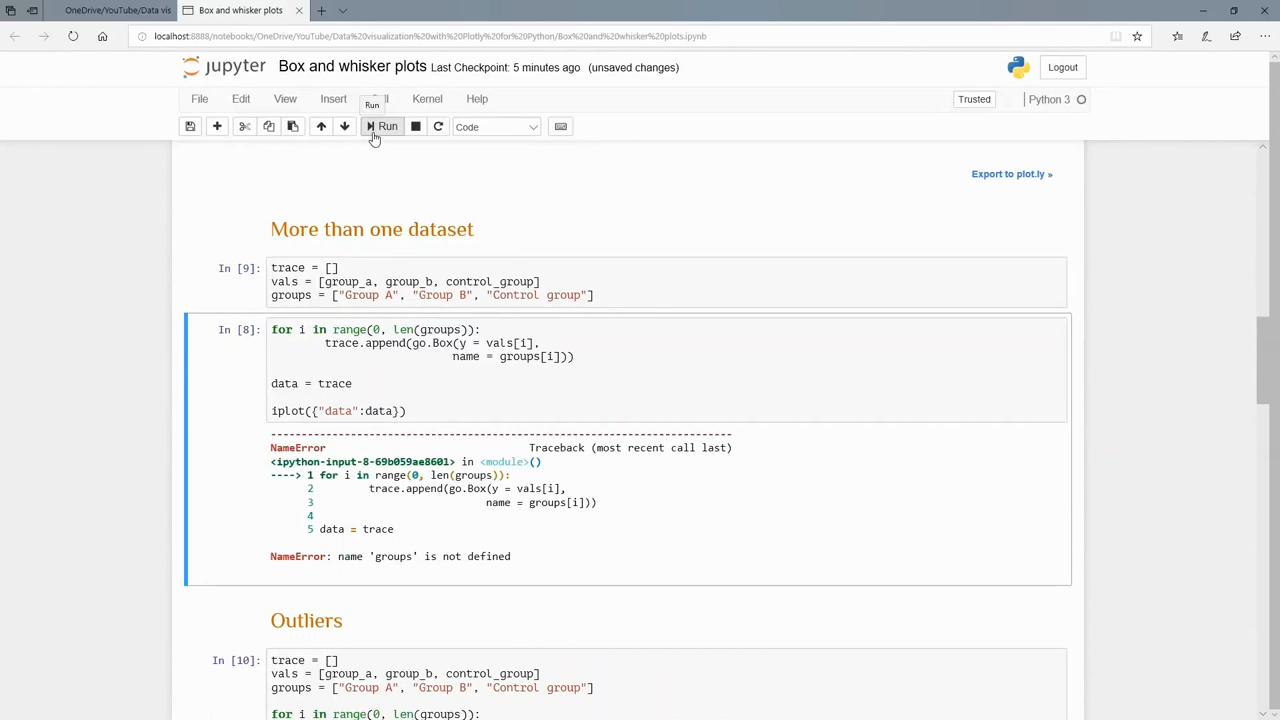 OneDrive/YouTube/Data vis
Box and whisker plots
localhost:8888/notebooks/OneDrive/YouTube/Data%20visualization%20with%20Plotly%20for%20Python/Box%20and%20whisker%20plots.ipynb
jupyter Box and whisker plots Last Checkpoint: 5 minutes ago (unsaved changes)
Logout
File Edit View Insert Kernel Help
Run
Trusted
Python 3
Run
Code
Export to plot.ly »
More than one dataset
In [9]:
trace = []
vals = [group_a, group_b, control_group]
groups = ["Group A", "Group B", "Control group"]
In [8]:
for i in range(0, len(groups)):
trace.append(go.Box(y = vals[i],
name = groups[i]))
data = trace
iplot({"data":data})
---------------------------------------------------------------------------
NameError Traceback (most recent call last)
<ipython-input-8-69b059ae8601> in <module>()
----> 1 for i in range(0, len(groups)):
2 trace.append(go.Box(y = vals[i],
3 name = groups[i]))
4
5 data = trace
NameError: name 'groups' is not defined
Outliers
In [10]:
trace = []
vals = [group_a, group_b, control_group]
groups = ["Group A", "Group B", "Control group"]
for i in range(0, len(groups)):